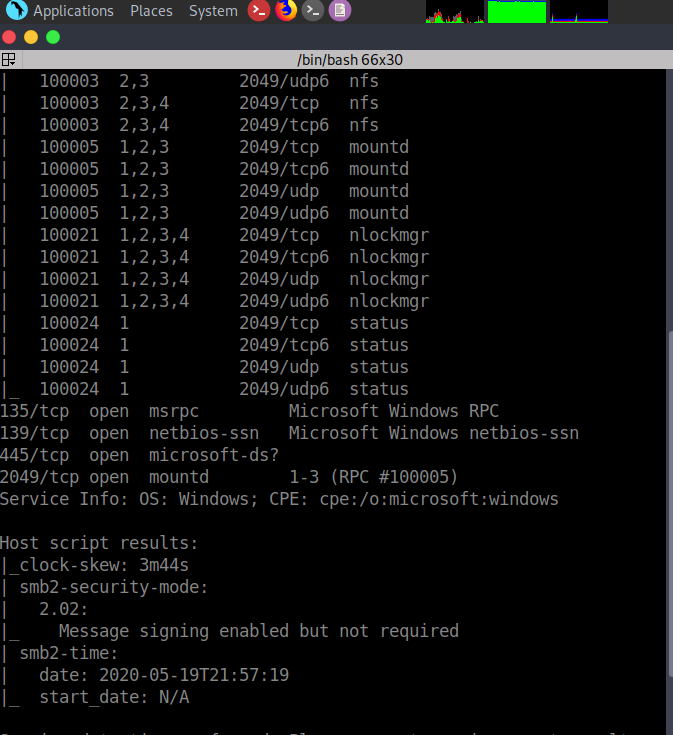 Applications Places System
/bin/bash 66x30
| 100003 2,3 2049/udp6 nfs
| 100003 2,3,4 2049/tcp nfs
| 100003 2,3,4 2049/tcp6 nfs
| 100005 1,2,3 2049/tcp mountd
| 100005 1,2,3 2049/tcp6 mountd
| 100005 1,2,3 2049/udp mountd
| 100005 1,2,3 2049/udp6 mountd
| 100021 1,2,3,4 2049/tcp nlockmgr
| 100021 1,2,3,4 2049/tcp6 nlockmgr
| 100021 1,2,3,4 2049/udp nlockmgr
| 100021 1,2,3,4 2049/udp6 nlockmgr
| 100024 1 2049/tcp status
| 100024 1 2049/tcp6 status
| 100024 1 2049/udp status
|_ 100024 1 2049/udp6 status
135/tcp open msrpc Microsoft Windows RPC
139/tcp open netbios-ssn Microsoft Windows netbios-ssn
445/tcp open microsoft-ds?
2049/tcp open mountd 1-3 (RPC #100005)
Service Info: OS: Windows; CPE: cpe:/o:microsoft:windows
Host script results:
|_clock-skew: 3m44s
| smb2-security-mode:
| 2.02:
|_ Message signing enabled but not required
| smb2-time:
| date: 2020-05-19T21:57:19
|_ start_date: N/A